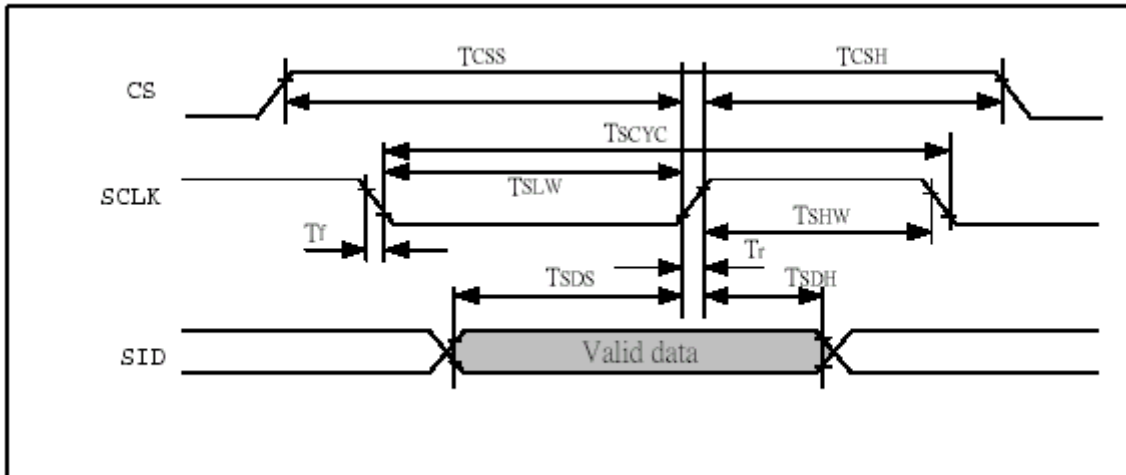 TCSS
TCSH
CS
TSCYC
TSLW
SCLK
TSHW
Tf
Tr
TSDS
TSDH
SID
Valid data